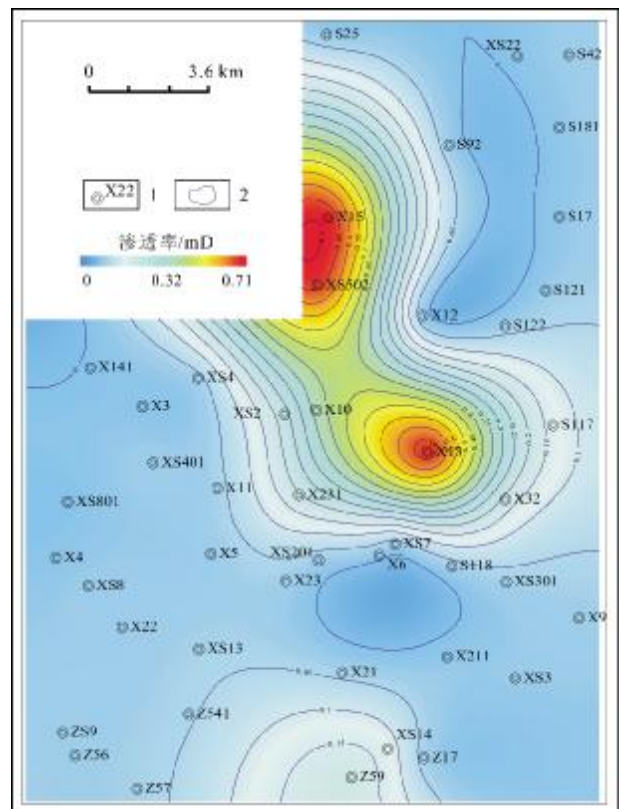 S25
XS22
S42
0 3.6 km
S181
S92
X22 1 2
X15
S17
渗透率/mD
0 0.32 0.71
XS502
S121
X12
S122
X141
XS4
X3
XS2
X10
S117
X13
XS401
X11
X231
X32
XS801
XS7
X4
X5
XS201
X6
S118
XS8
X23
XS301
X9
X22
XS13
X211
X21
XS3
Z541
ZS9
XS14
Z56
Z17
Z59
Z57